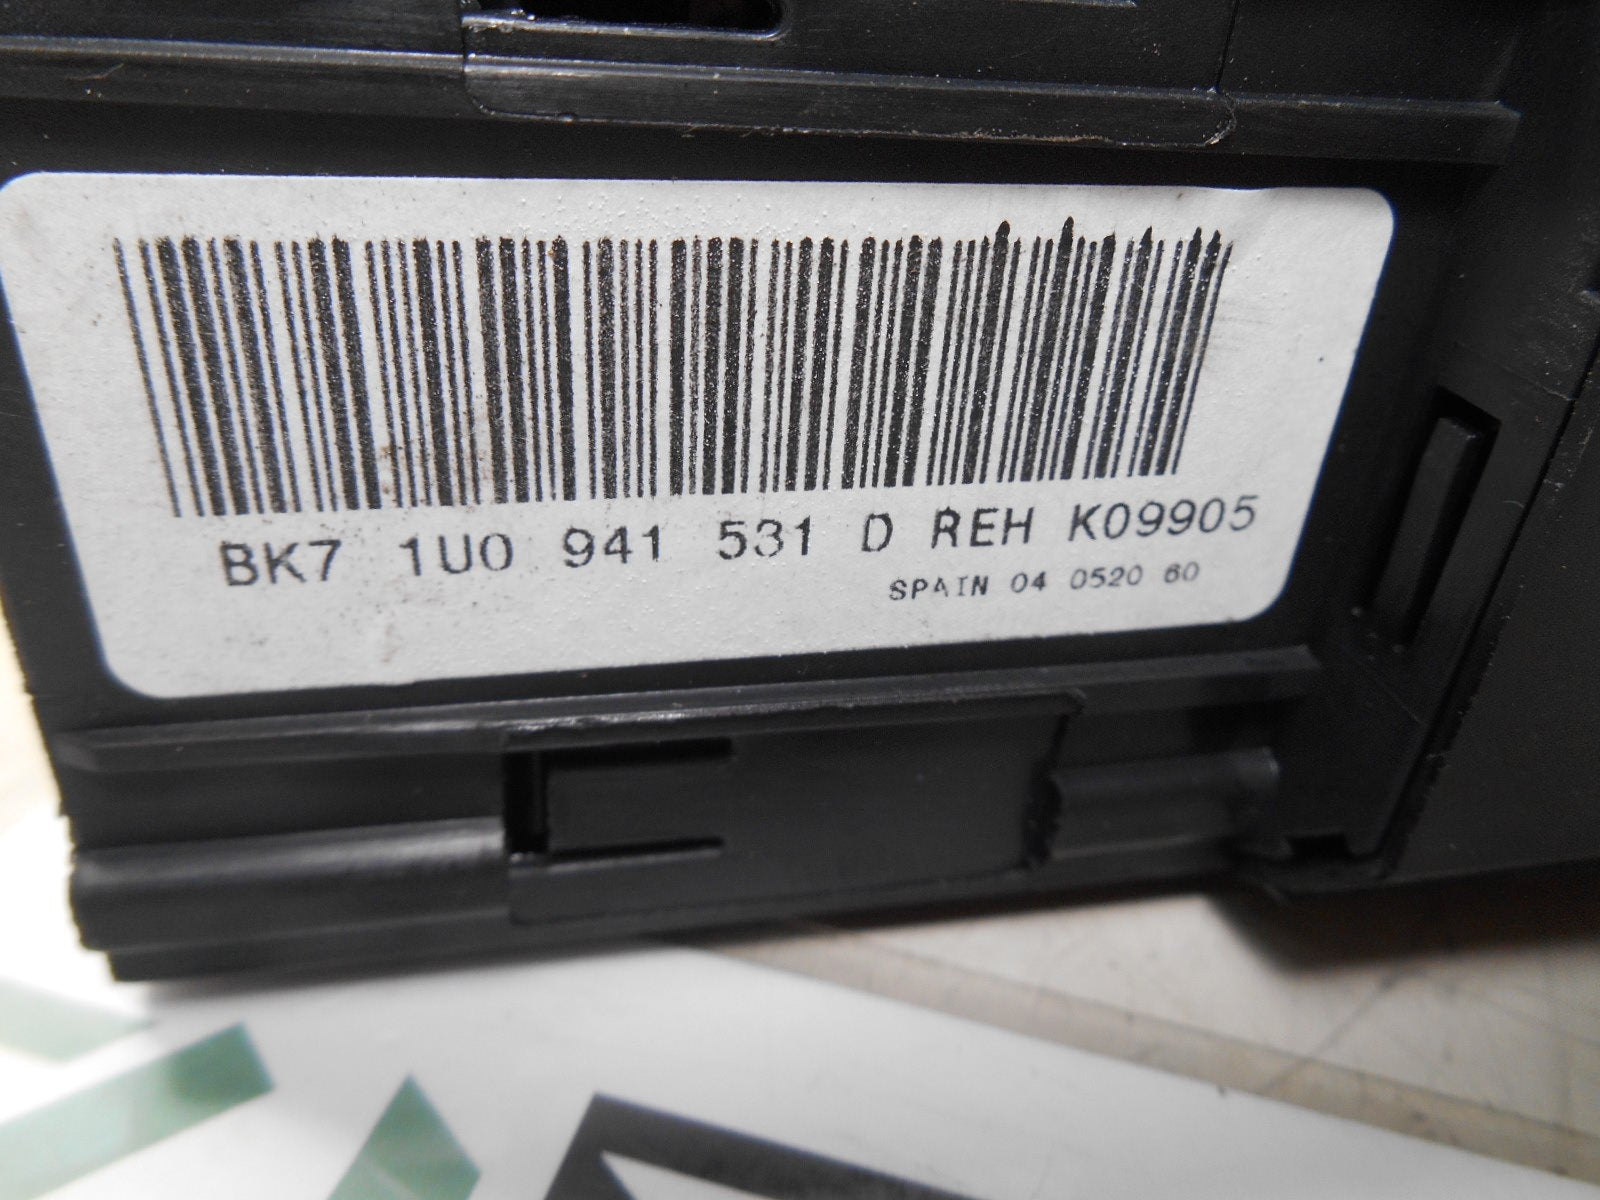 BK7 1U0 941 531 D REH K09905
SPAIN 04 0520 60